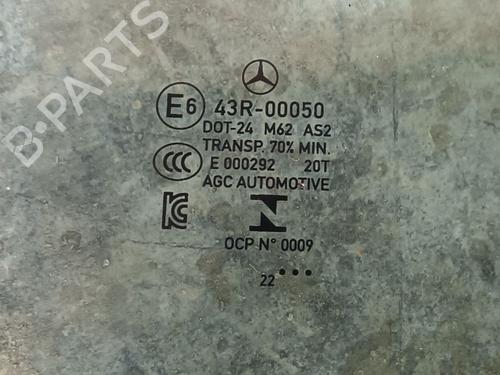 B-PARTS
E6 43R-00050
DOT-24 M62 AS2
TRANSP. 70% MIN.
CCC E 000292 20T
AGC AUTOMOTIVE
KC N
OCP N° 0009
22 •••